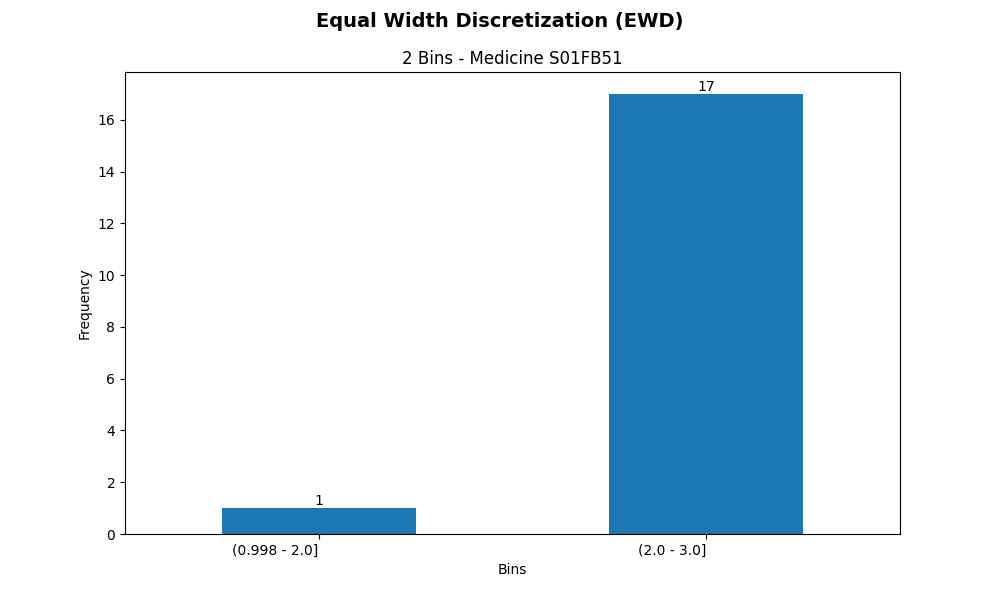 Equal Width Discretization (EWD)
2 Bins - Medicine S01FB51
17
16
14
12
10
8
6
4
2
0
Frequency
1
(0.998 - 2.0]
(2.0 - 3.0]
Bins